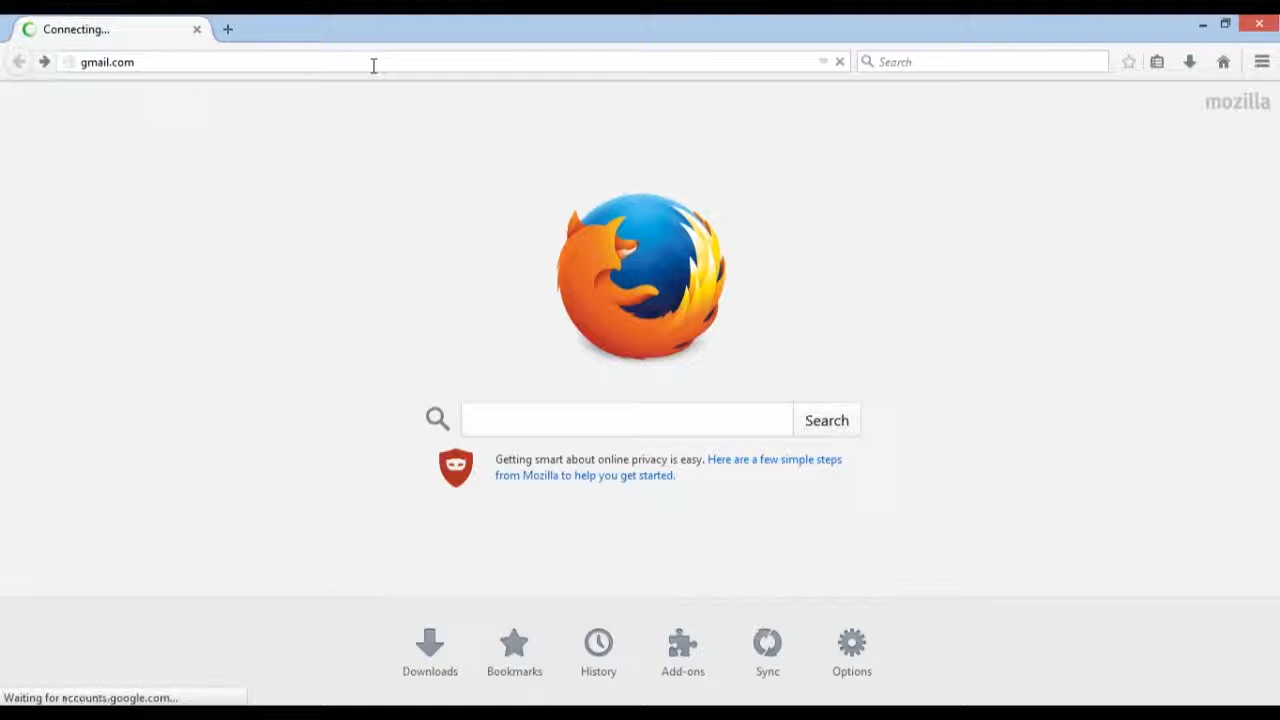 Connecting...
gmail.com
Search
mozilla
Search
Getting smart about online privacy is easy. Here are a few simple steps
from Mozilla to help you get started.
Downloads
Bookmarks
History
Add-ons
Sync
Options
Waiting for accounts.google.com...